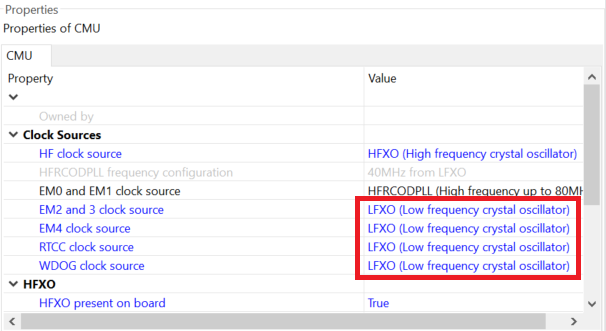 Properties
Properties of CMU
CMU
Property Value
Owned by
Clock Sources
HF clock source HFXO (High frequency crystal oscillator)
HFRCODPLL frequency configuration 40MHz from LFXO
EM0 and EM1 clock source HFRCODPLL (High frequency up to 80MH
EM2 and 3 clock source LFXO (Low frequency crystal oscillator)
EM4 clock source LFXO (Low frequency crystal oscillator)
RTCC clock source LFXO (Low frequency crystal oscillator)
WDOG clock source LFXO (Low frequency crystal oscillator)
HFXO
HFXO present on board True